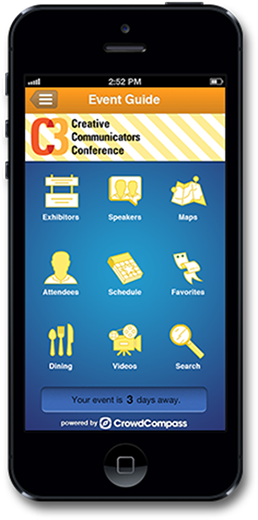 2:52 PM
Event Guide
C3 Creative
Communicators
Conference
Exhibitors Speakers Maps
Attendees Schedule Favorites
Dining Videos Search
Your event is 3 days away.
powered by CrowdCompass